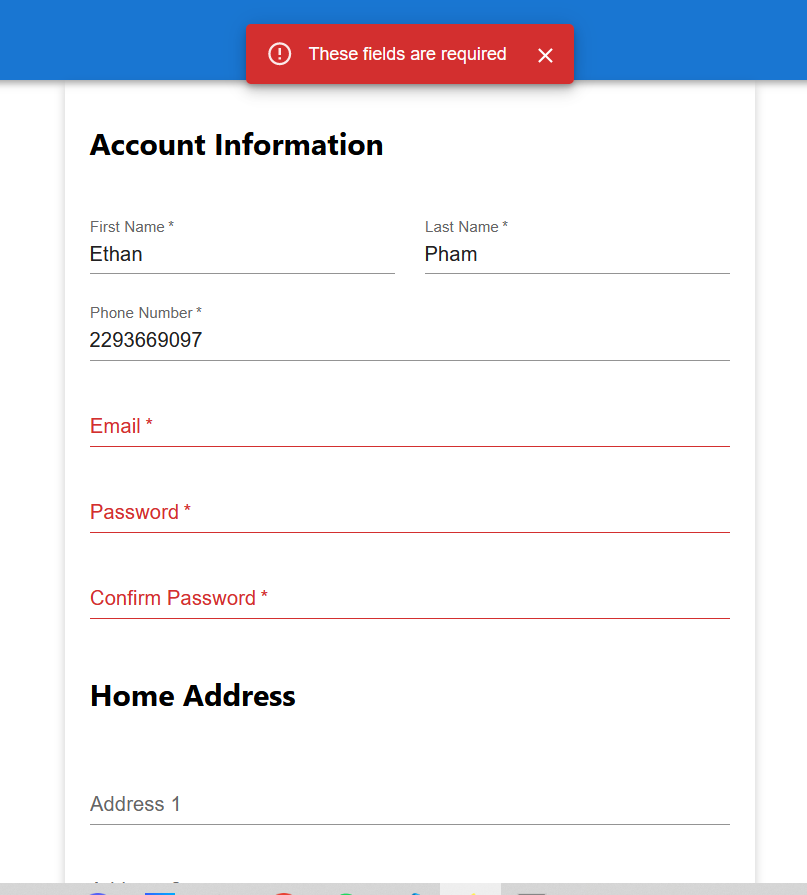 These fields are required
Account Information
First Name *
Last Name *
Ethan
Pham
Phone Number *
2293669097
Email *
Password *
Confirm Password *
Home Address
Address 1